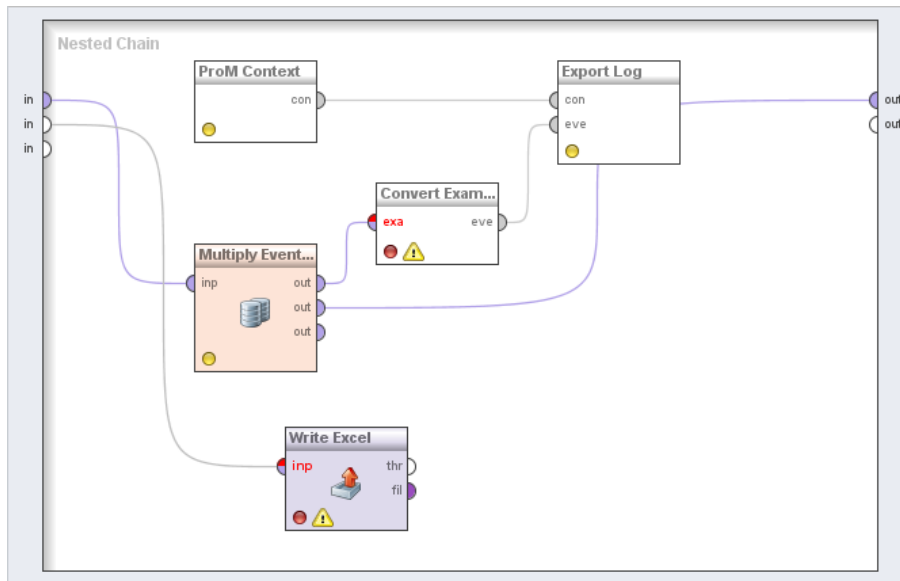 Nested Chain
ProM Context
con
Export Log
con
eve
in
in
in
out
out
Convert Exam...
exa
eve
Multiply Event...
inp
out
out
out
Write Excel
inp
thr
fil